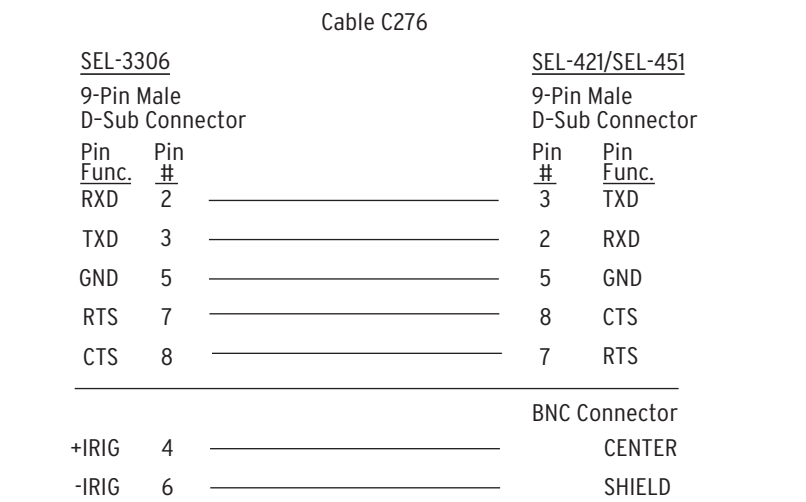 Cable C276
SEL-3306 SEL-421/SEL-451
9-Pin Male 9-Pin Male
D-Sub Connector D-Sub Connector
Pin Pin Pin Pin
Func. # # Func.
RXD 2 3 TXD
TXD 3 2 RXD
GND 5 5 GND
RTS 7 8 CTS
CTS 8 7 RTS
BNC Connector
+IRIG 4 CENTER
-IRIG 6 SHIELD